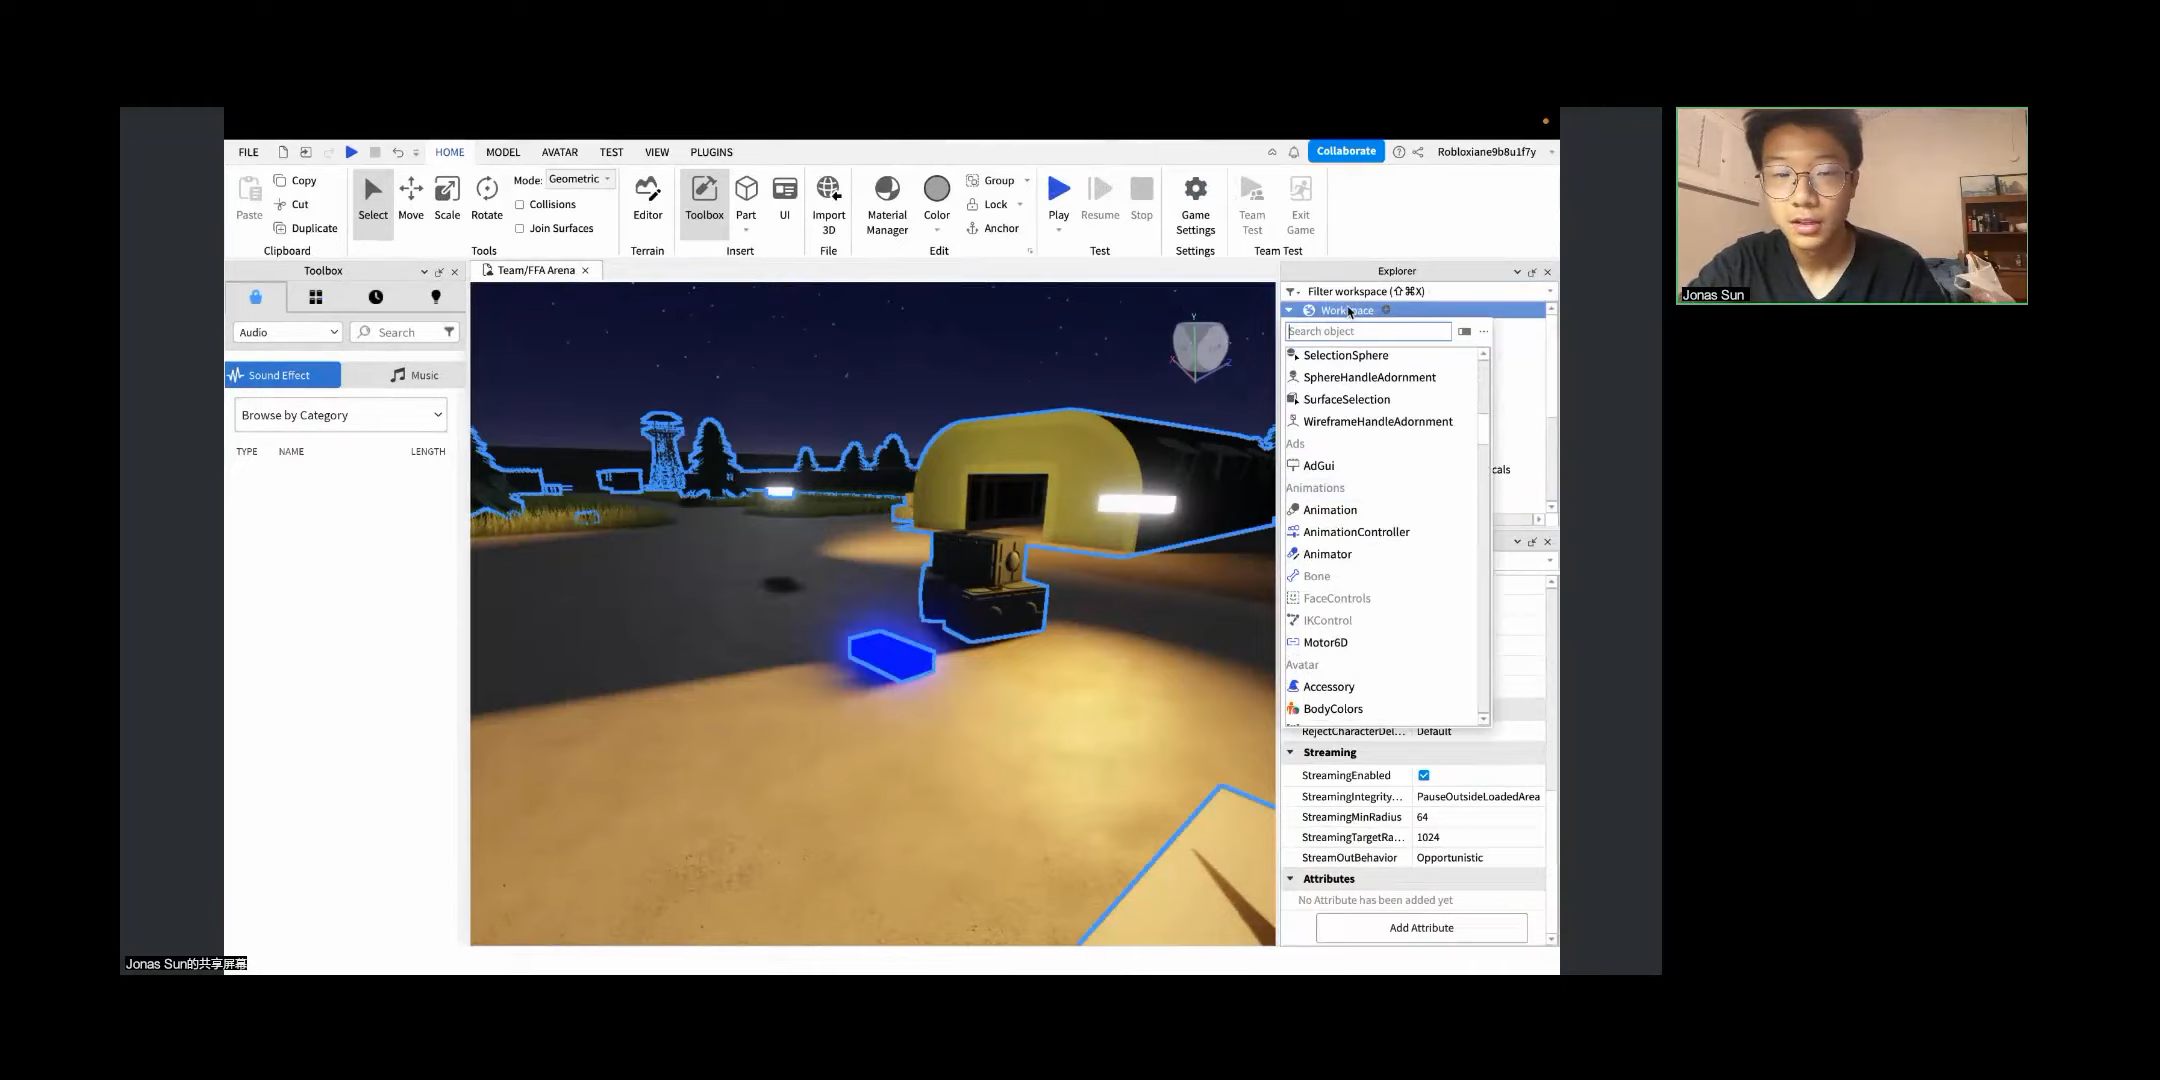 FILE
HOME
MODEL
AVATAR
TEST
VIEW
PLUGINS
Collaborate
Robloxiane9b8u1f7y
Paste
Copy
Cut
Duplicate
Clipboard
Select
Move
Scale
Rotate
Mode: Geometric
Collisions
Join Surfaces
Tools
Editor
Terrain
Toolbox
Part
UI
Insert
Import
3D
File
Material
Manager
Color
Group
Lock
Anchor
Edit
Play
Resume
Stop
Test
Game
Settings
Settings
Team
Test
Exit
Game
Team Test
Toolbox
Audio
Search
Sound Effect
Music
Browse by Category
TYPE NAME LENGTH
Team/FFA Arena
Y
Explorer
Filter workspace (⇧⌘X)
Workspace
Search object
SelectionSphere
SphereHandleAdornment
SurfaceSelection
WireframeHandleAdornment
Ads
AdGui
Animations
Animation
AnimationController
Animator
Bone
FaceControls
IKControl
Motor6D
Avatar
Accessory
BodyColors
cals
RejectCharacterDel... Default
Streaming
StreamingEnabled
StreamingIntegrity... PauseOutsideLoadedArea
StreamingMinRadius 64
StreamingTargetRa... 1024
StreamOutBehavior Opportunistic
Attributes
No Attribute has been added yet
Add Attribute
Jonas Sun
Jonas Sun的共享屏幕